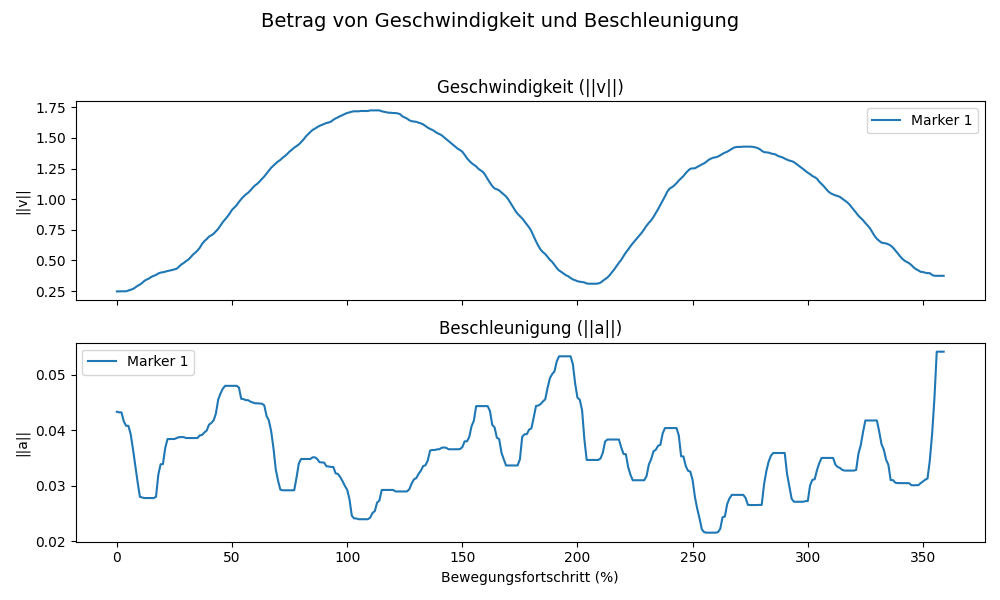 Betrag von Geschwindigkeit und Beschleunigung
Geschwindigkeit (||v||)
1.75
1.50
1.25
1.00
0.75
0.50
0.25
||v||
Marker 1
Beschleunigung (||a||)
0.05
0.04
0.03
0.02
||a||
Marker 1
0 50 100 150 200 250 300 350
Bewegungsfortschritt (%)